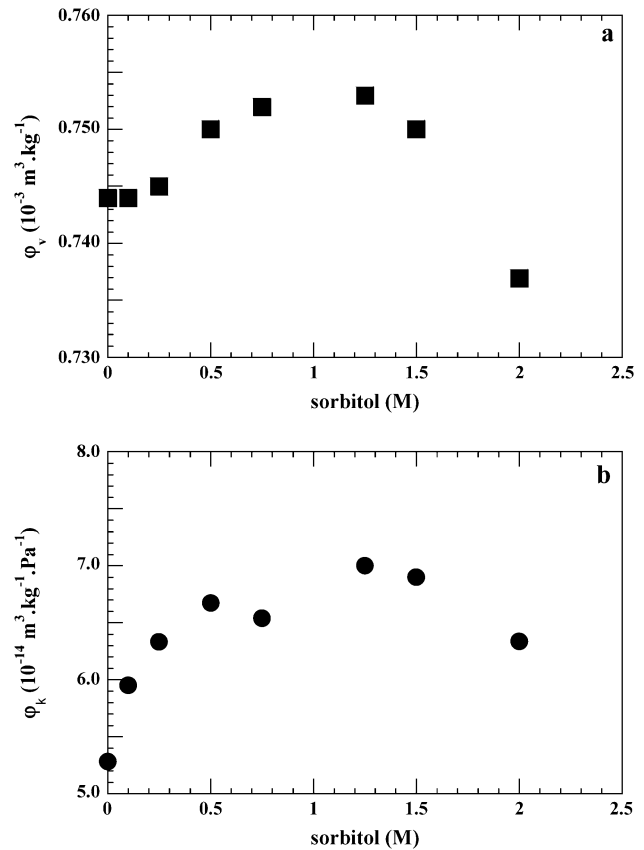 a
0.760
0.750
0.740
0.730
φv (10-3 m3.kg-1)
0 0.5 1 1.5 2 2.5
sorbitol (M)
b
8.0
7.0
6.0
5.0
φk (10-14 m3.kg-1.Pa-1)
0 0.5 1 1.5 2 2.5
sorbitol (M)